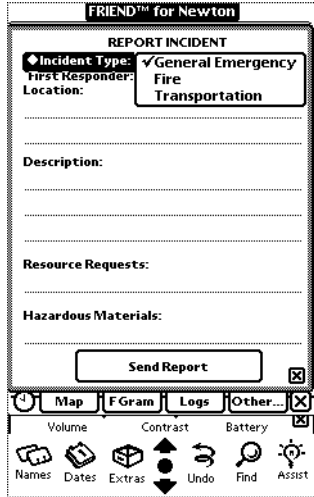 FRIEND™ for Newton
REPORT INCIDENT
◆Incident Type: ✓General Emergency
Fire
First Responder:
Transportation
Location:
Description:
Resource Requests:
Hazardous Materials:
Send Report
Map F Gram Logs Other...
Volume Contrast Battery
Names Dates Extras Undo Find Assist